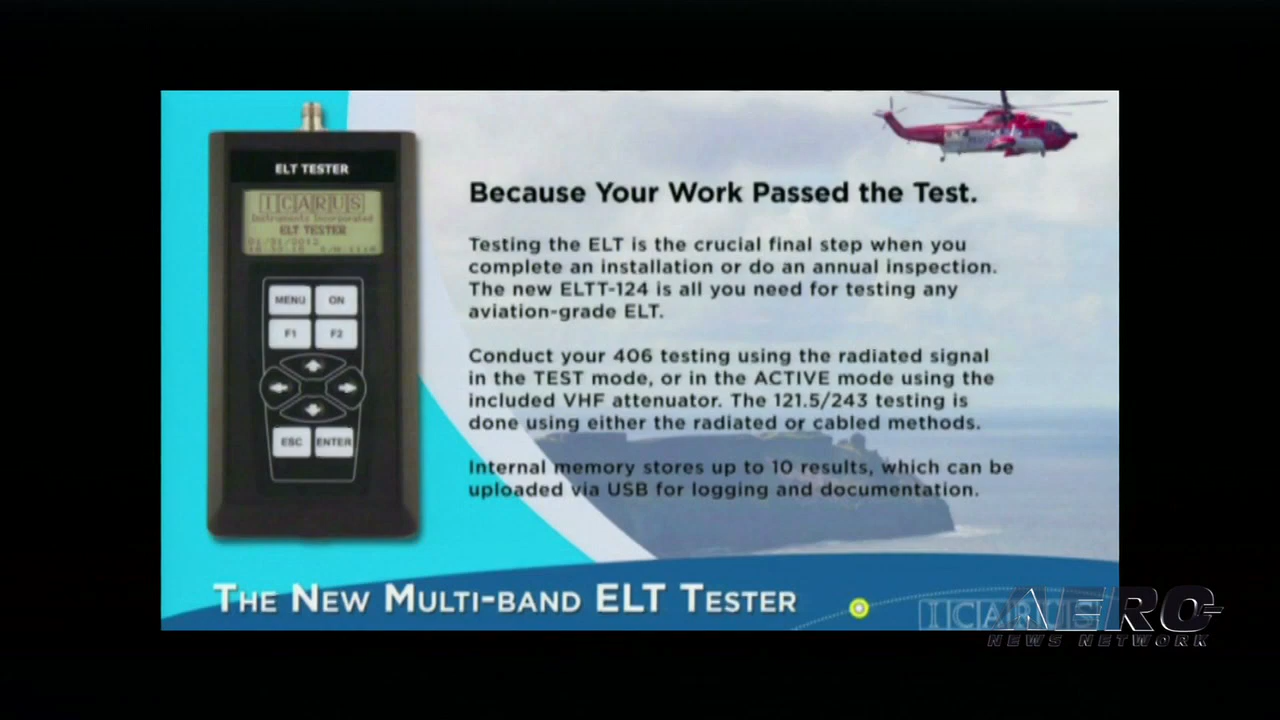 ELT TESTER
ICARUS
Instruments Incorporated
ELT TESTER
MENU ON
F1 F2
ESC ENTER
Because Your Work Passed the Test.
Testing the ELT is the crucial final step when you
complete an installation or do an annual inspection.
The new ELTT-124 is all you need for testing any
aviation-grade ELT.
Conduct your 406 testing using the radiated signal
in the TEST mode, or in the ACTIVE mode using the
included VHF attenuator. The 121.5/243 testing is
done using either the radiated or cabled methods.
Internal memory stores up to 10 results, which can be
uploaded via USB for logging and documentation.
The New Multi-band ELT Tester
ICARUS
AERO
NEWS NETWORK